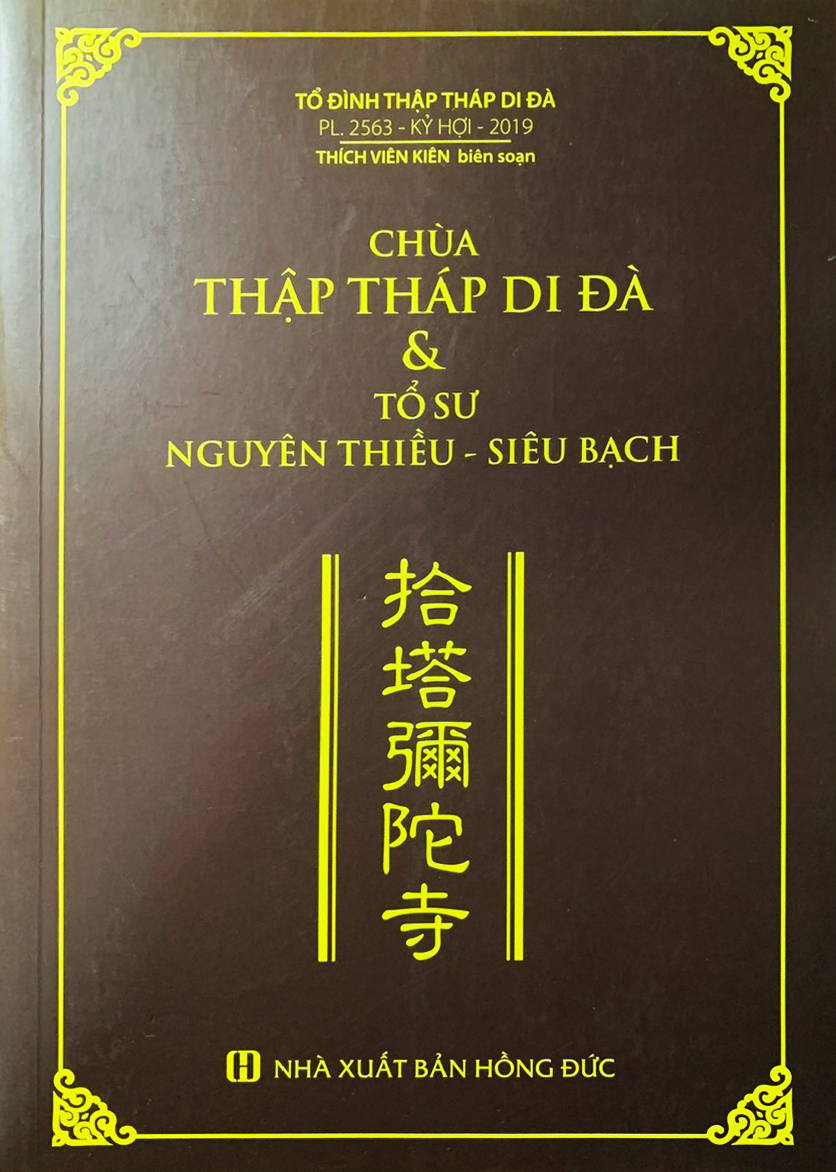 TỔ ĐÌNH THẬP THÁP DI ĐÀ
PL. 2563 - KỶ HỢI - 2019
THÍCH VIÊN KIÊN biên soạn
CHÙA
THẬP THÁP DI ĐÀ
&
TỔ SƯ
NGUYÊN THIỀU - SIÊU BẠCH
拾塔彌陀寺
NHÀ XUẤT BẢN HỒNG ĐỨC